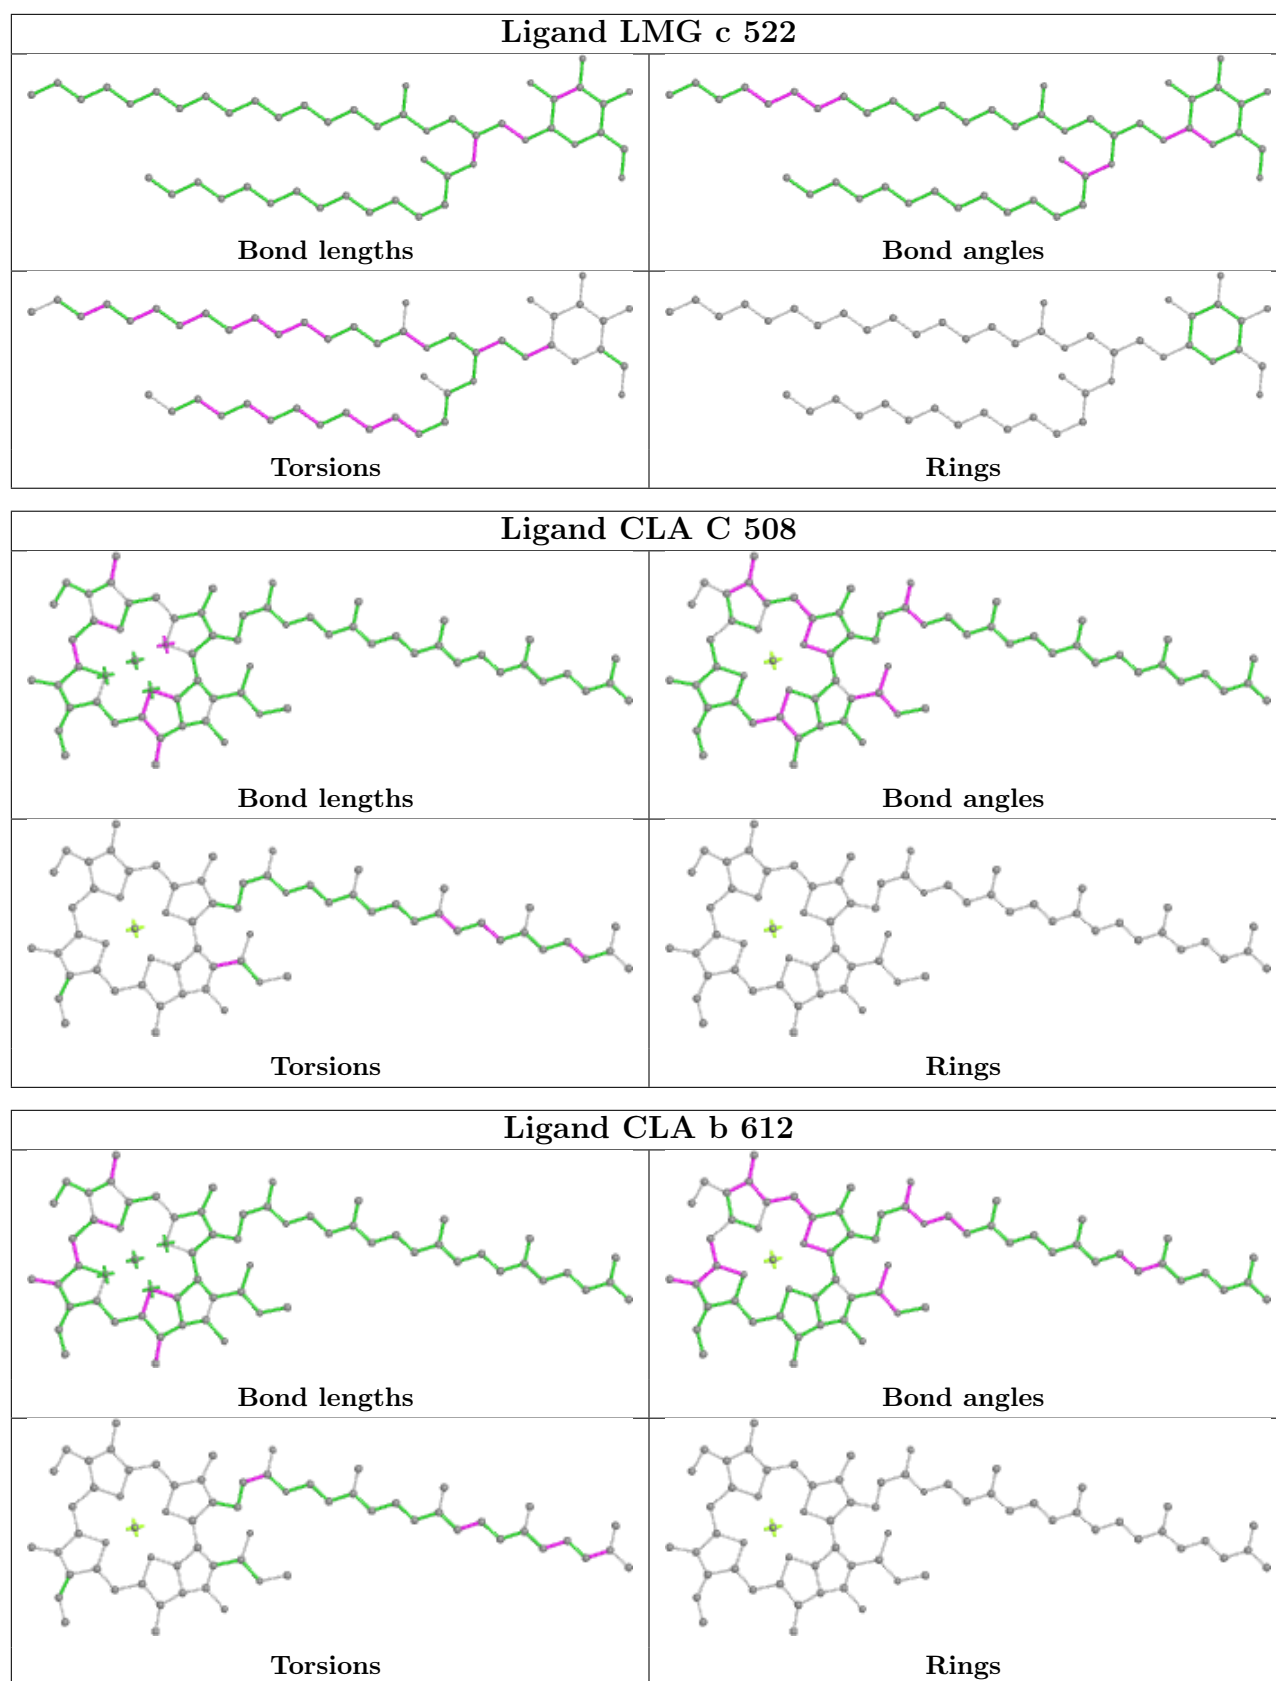 Ligand LMG c 522
Bond lengths
Bond angles
Torsions
Rings
Ligand CLA C 508
Bond lengths
Bond angles
Torsions
Rings
Ligand CLA b 612
Bond lengths
Bond angles
Torsions
Rings